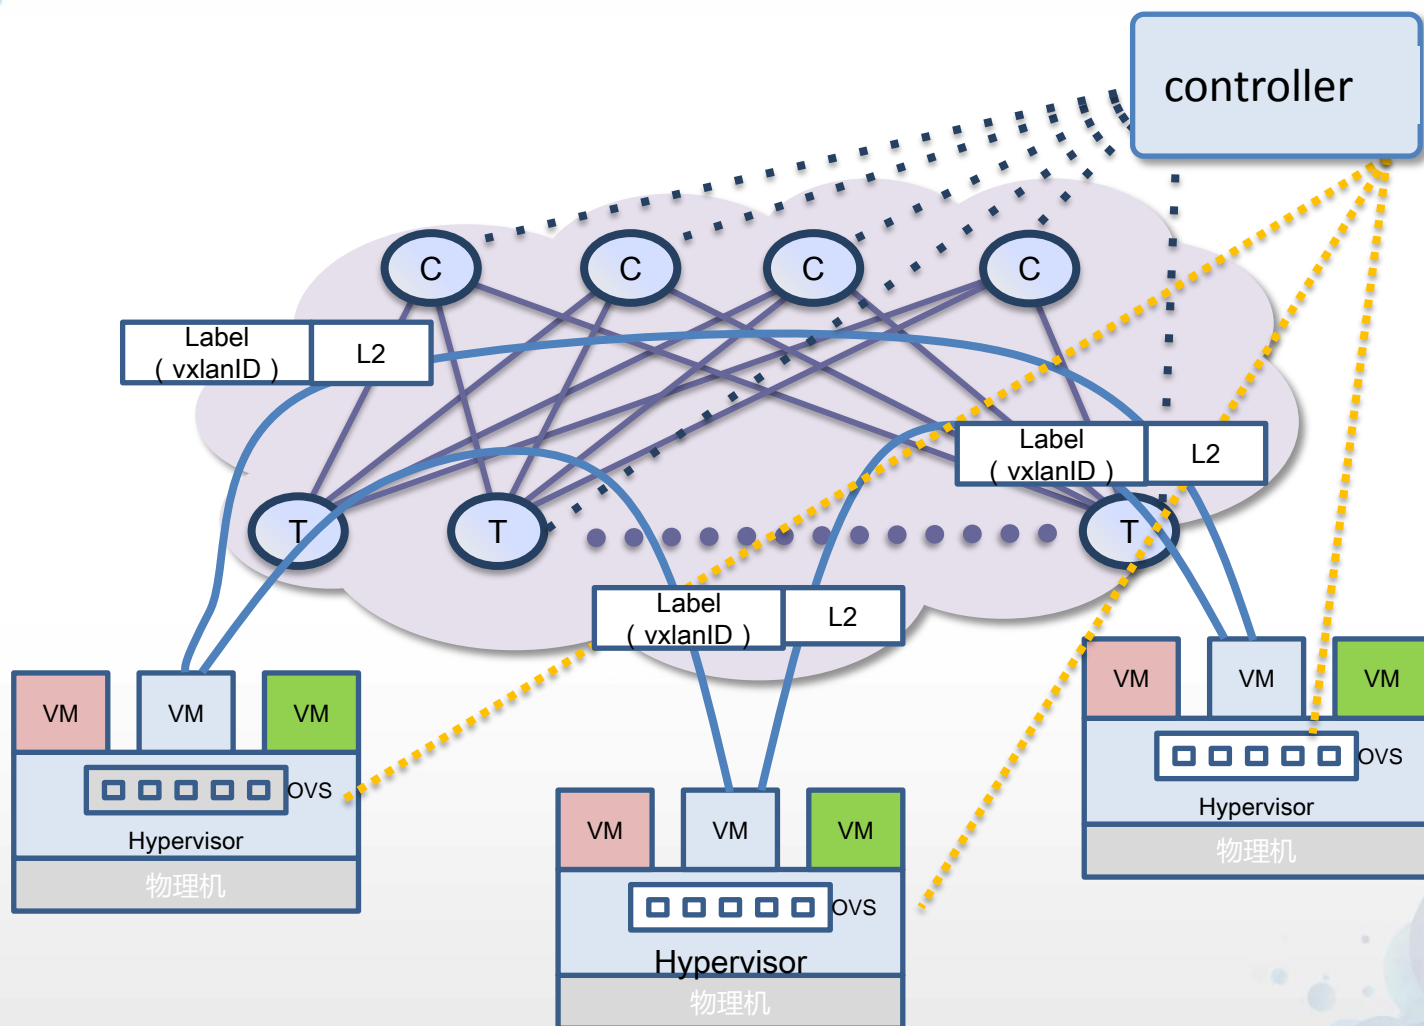 controller
C
C
C
C
Label
( vxlanID )
L2
Label
( vxlanID )
L2
T
T
T
Label
( vxlanID )
L2
VM
VM
VM
OVS
Hypervisor
物理机
VM
VM
VM
OVS
Hypervisor
物理机
VM
VM
VM
OVS
Hypervisor
物理机